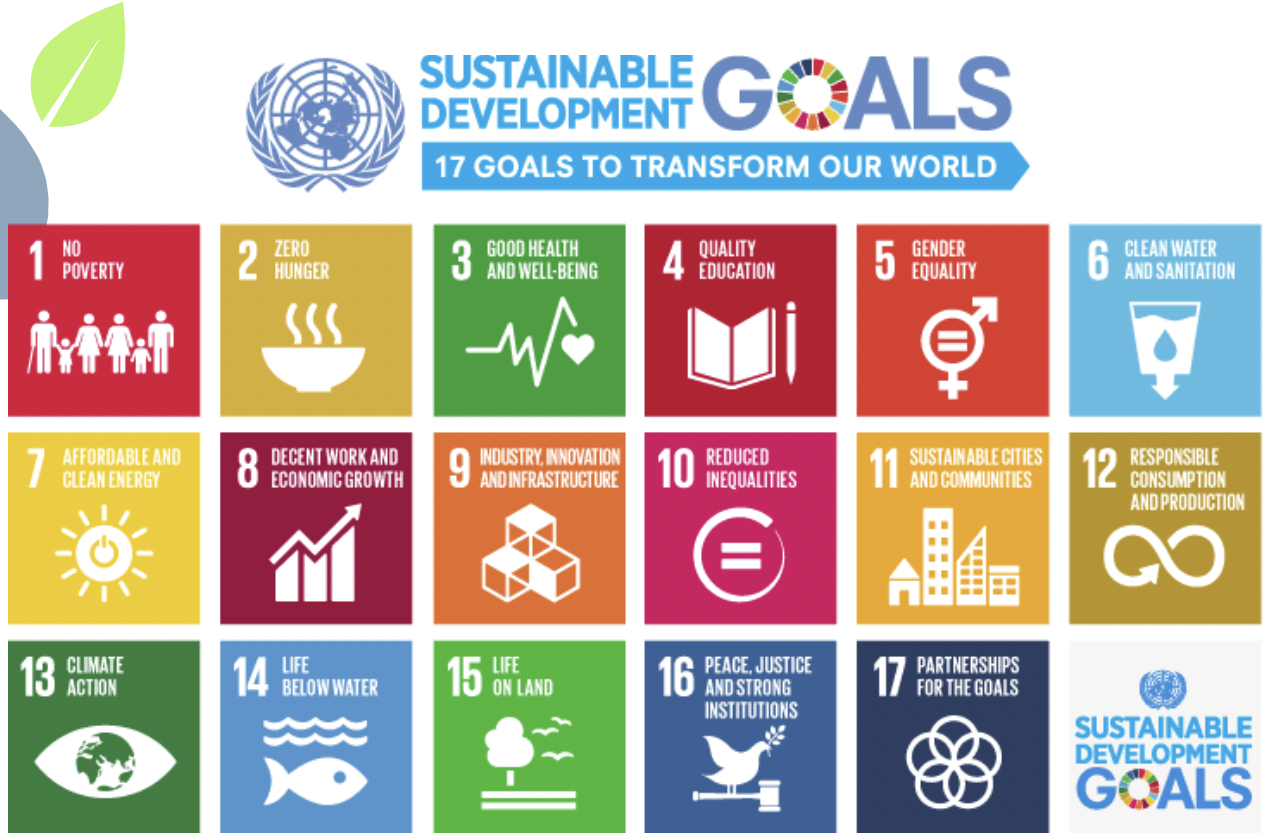 SUSTAINABLE
DEVELOPMENT
GOALS
17 GOALS TO TRANSFORM OUR WORLD
1 NO
POVERTY
2 ZERO
HUNGER
3 GOOD HEALTH
AND WELL-BEING
4 QUALITY
EDUCATION
5 GENDER
EQUALITY
6 CLEAN WATER
AND SANITATION
7 AFFORDABLE AND
CLEAN ENERGY
8 DECENT WORK AND
ECONOMIC GROWTH
9 INDUSTRY, INNOVATION
AND INFRASTRUCTURE
10 REDUCED
INEQUALITIES
11 SUSTAINABLE CITIES
AND COMMUNITIES
12 RESPONSIBLE
CONSUMPTION
AND PRODUCTION
13 CLIMATE
ACTION
14 LIFE
BELOW WATER
15 LIFE
ON LAND
16 PEACE, JUSTICE
AND STRONG
INSTITUTIONS
17 PARTNERSHIPS
FOR THE GOALS
SUSTAINABLE
DEVELOPMENT
GOALS